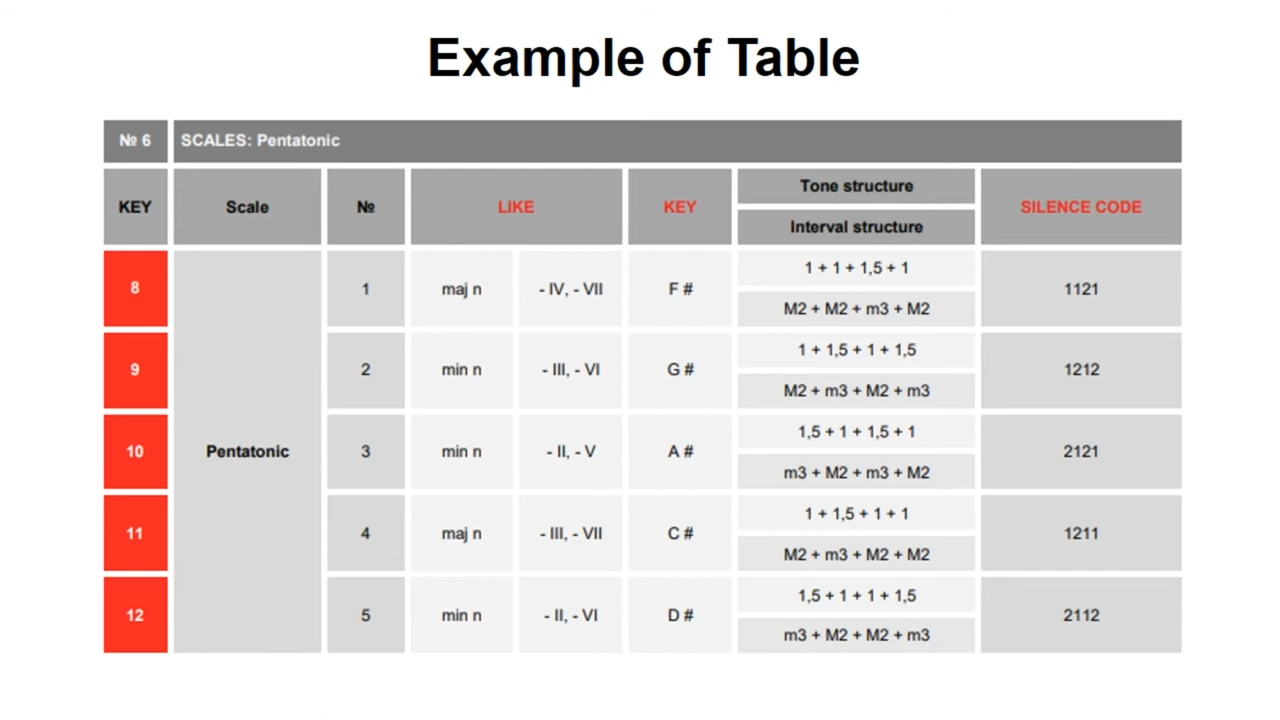 Example of Table
№ 6 SCALES: Pentatonic
KEY Scale № LIKE KEY Tone structure SILENCE CODE
Interval structure
8 1 maj n - IV, - VII F # 1 + 1 + 1,5 + 1 1121
M2 + M2 + m3 + M2
9 2 min n - III, - VI G # 1 + 1,5 + 1 + 1,5 1212
M2 + m3 + M2 + m3
10 Pentatonic 3 min n - II, - V A # 1,5 + 1 + 1,5 + 1 2121
m3 + M2 + m3 + M2
11 4 maj n - III, - VII C # 1 + 1,5 + 1 + 1 1211
M2 + m3 + M2 + M2
12 5 min n - II, - VI D # 1,5 + 1 + 1 + 1,5 2112
m3 + M2 + M2 + m3